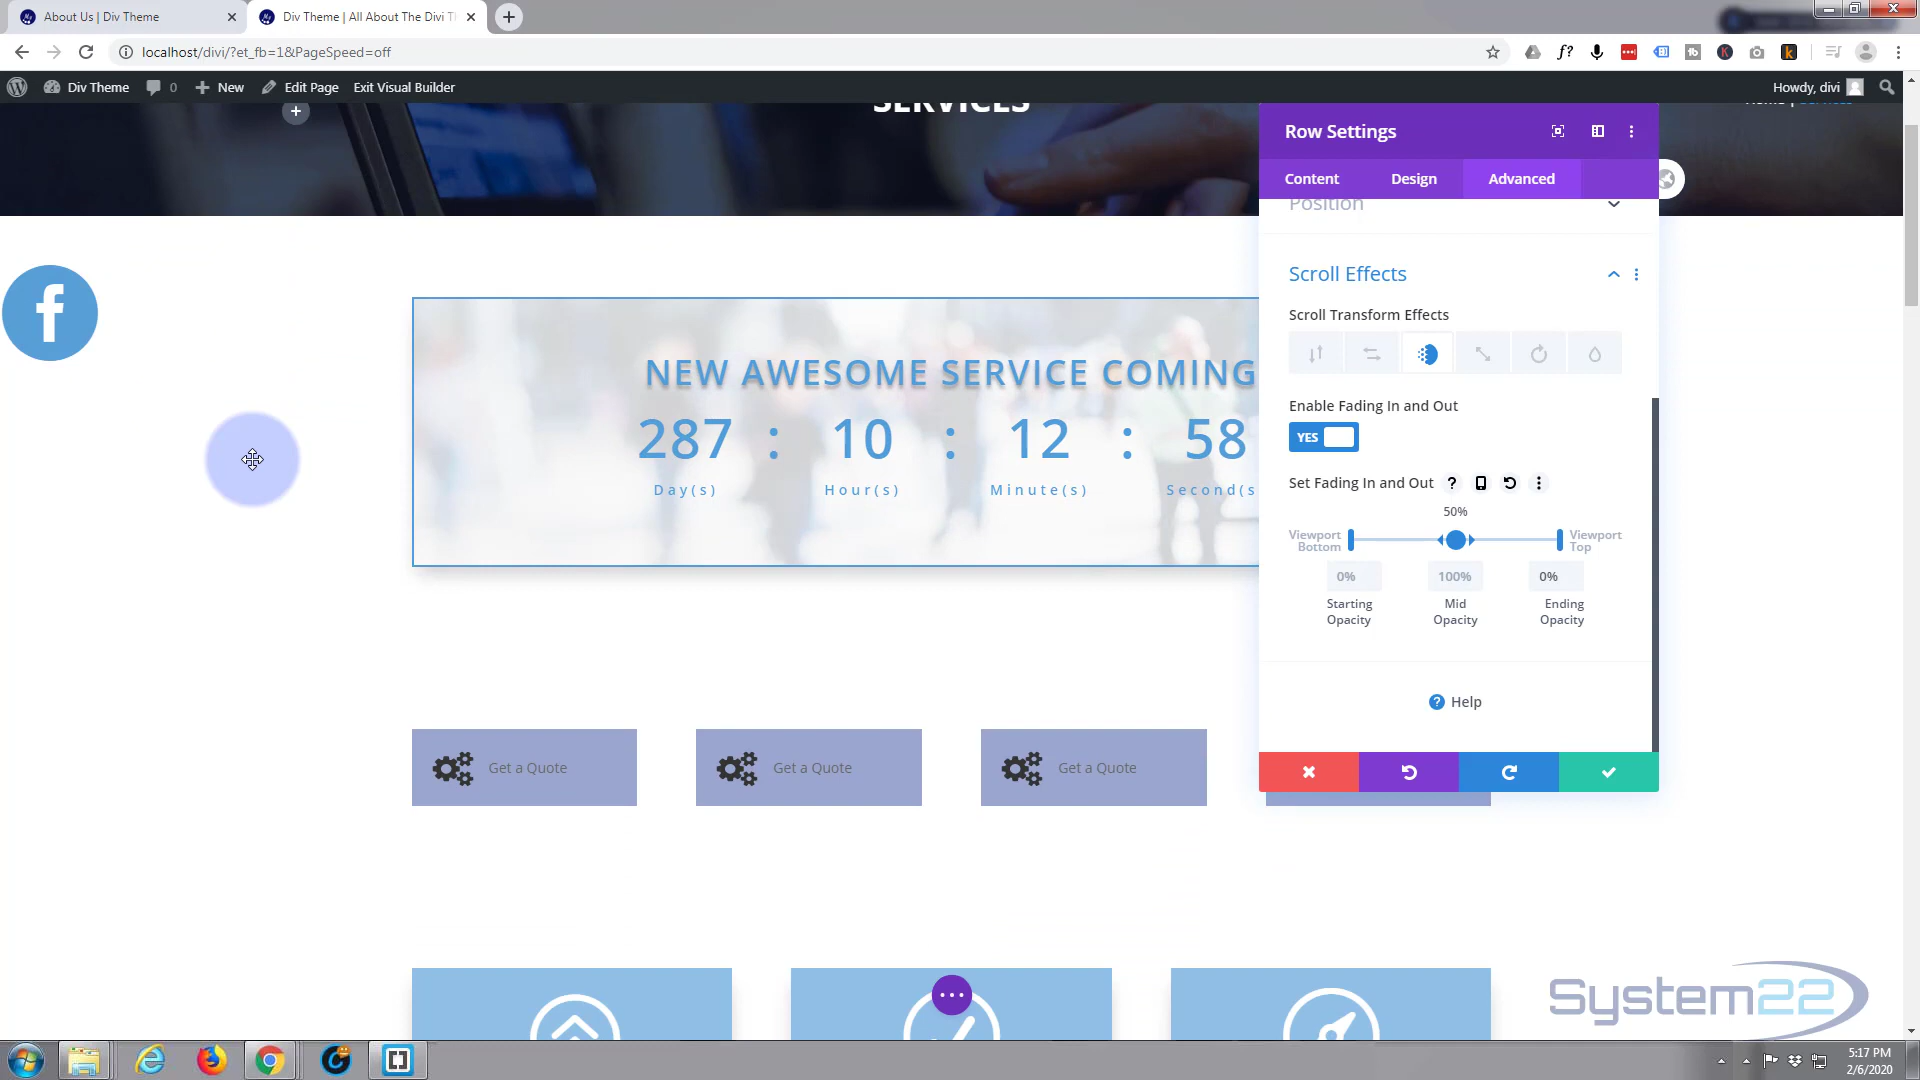 About Us | Div Theme
Div Theme | All About The Divi T
localhost/divi/?et_fb=1&PageSpeed=off
Div Theme
0
New
Edit Page
Exit Visual Builder
Howdy, divi
SERVICES
Row Settings
Content
Design
Advanced
Position
Scroll Effects
Scroll Transform Effects
Enable Fading In and Out
YES
Set Fading In and Out
50%
Viewport Bottom
Viewport Top
0%
100%
0%
Starting Opacity
Mid Opacity
Ending Opacity
Help
NEW AWESOME SERVICE COMING
287 : 10 : 12 : 58
Day(s) Hour(s) Minute(s) Second(s
Get a Quote
Get a Quote
Get a Quote
System22
5:17 PM
2/6/2020